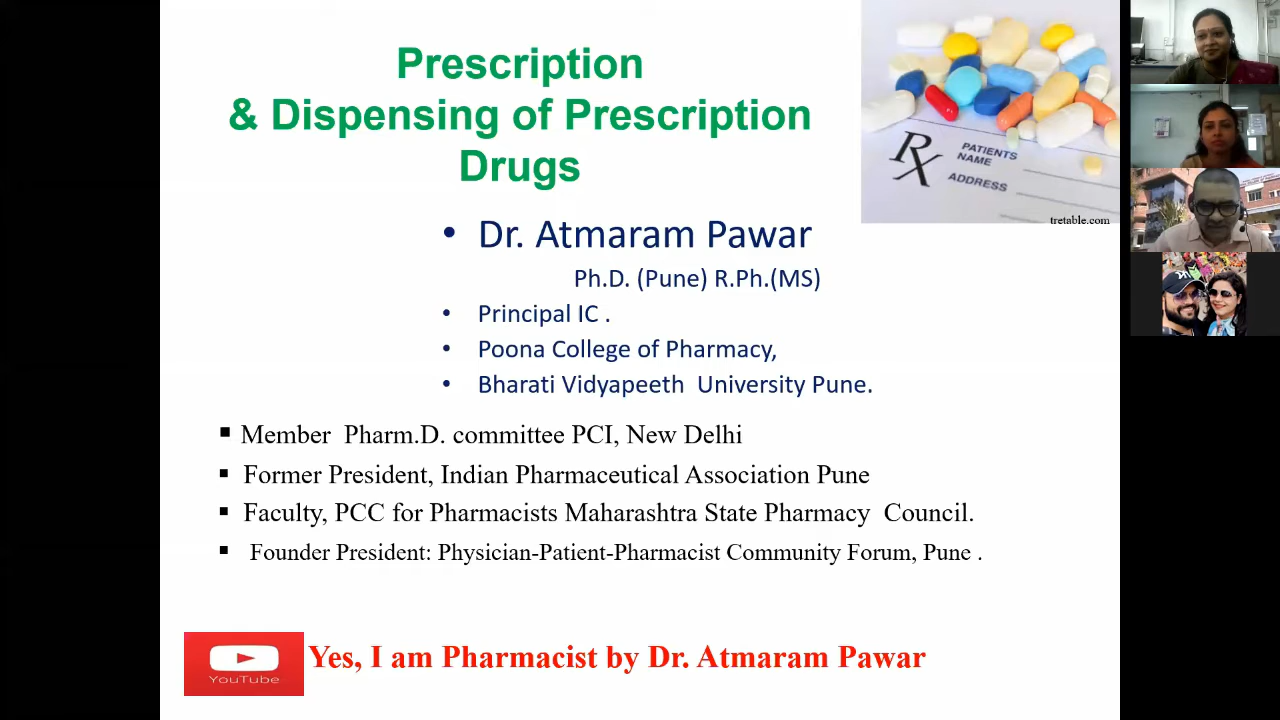 Prescription
& Dispensing of Prescription
Drugs
Rx
PATIENTS
NAME
ADDRESS
tretable.com
• Dr. Atmaram Pawar
Ph.D. (Pune) R.Ph.(MS)
• Principal IC .
• Poona College of Pharmacy,
• Bharati Vidyapeeth University Pune.
▪ Member Pharm.D. committee PCI, New Delhi
▪ Former President, Indian Pharmaceutical Association Pune
▪ Faculty, PCC for Pharmacists Maharashtra State Pharmacy Council.
▪ Founder President: Physician-Patient-Pharmacist Community Forum, Pune .
YouTube
Yes, I am Pharmacist by Dr. Atmaram Pawar